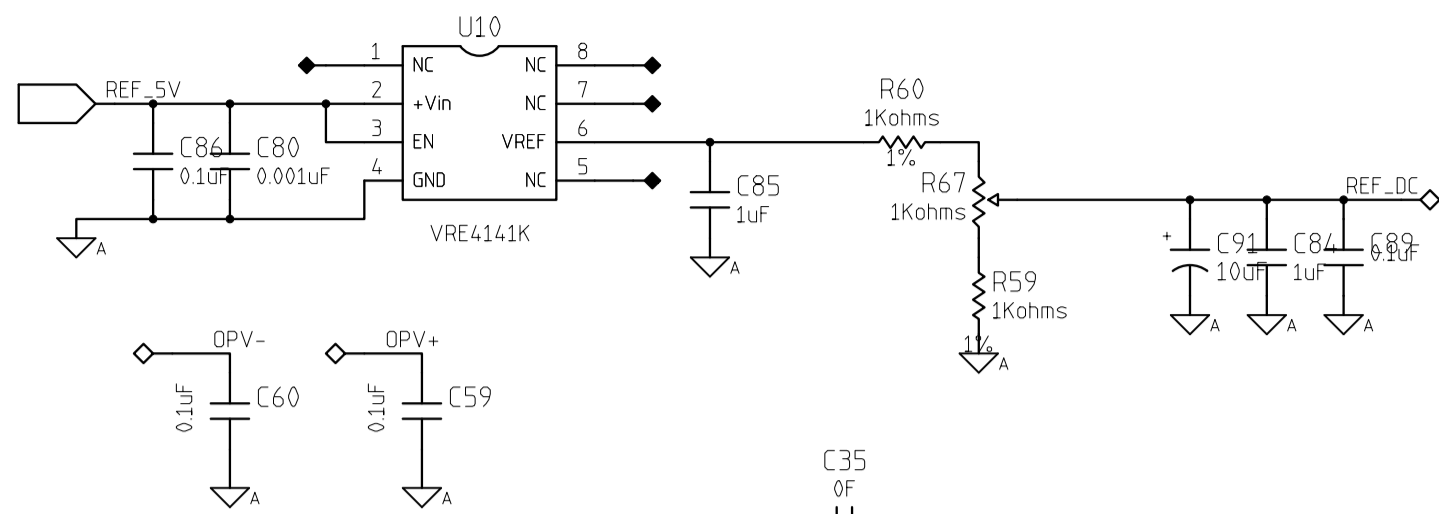 U10
1
NC
NC
8
REF_5V
2
+Vin
NC
7
3
EN
VREF
6
4
GND
NC
5
VRE4141K
C86
0.1uF
C80
0.001uF
A
C85
1uF
A
R60
1Kohms
1%
R67
1Kohms
R59
1Kohms
1%
A
REF_DC
+
C91
10uF
C84
1uF
C89
0.1uF
A
A
A
OPV-
0.1uF
C60
A
OPV+
0.1uF
C59
A
C35
0F